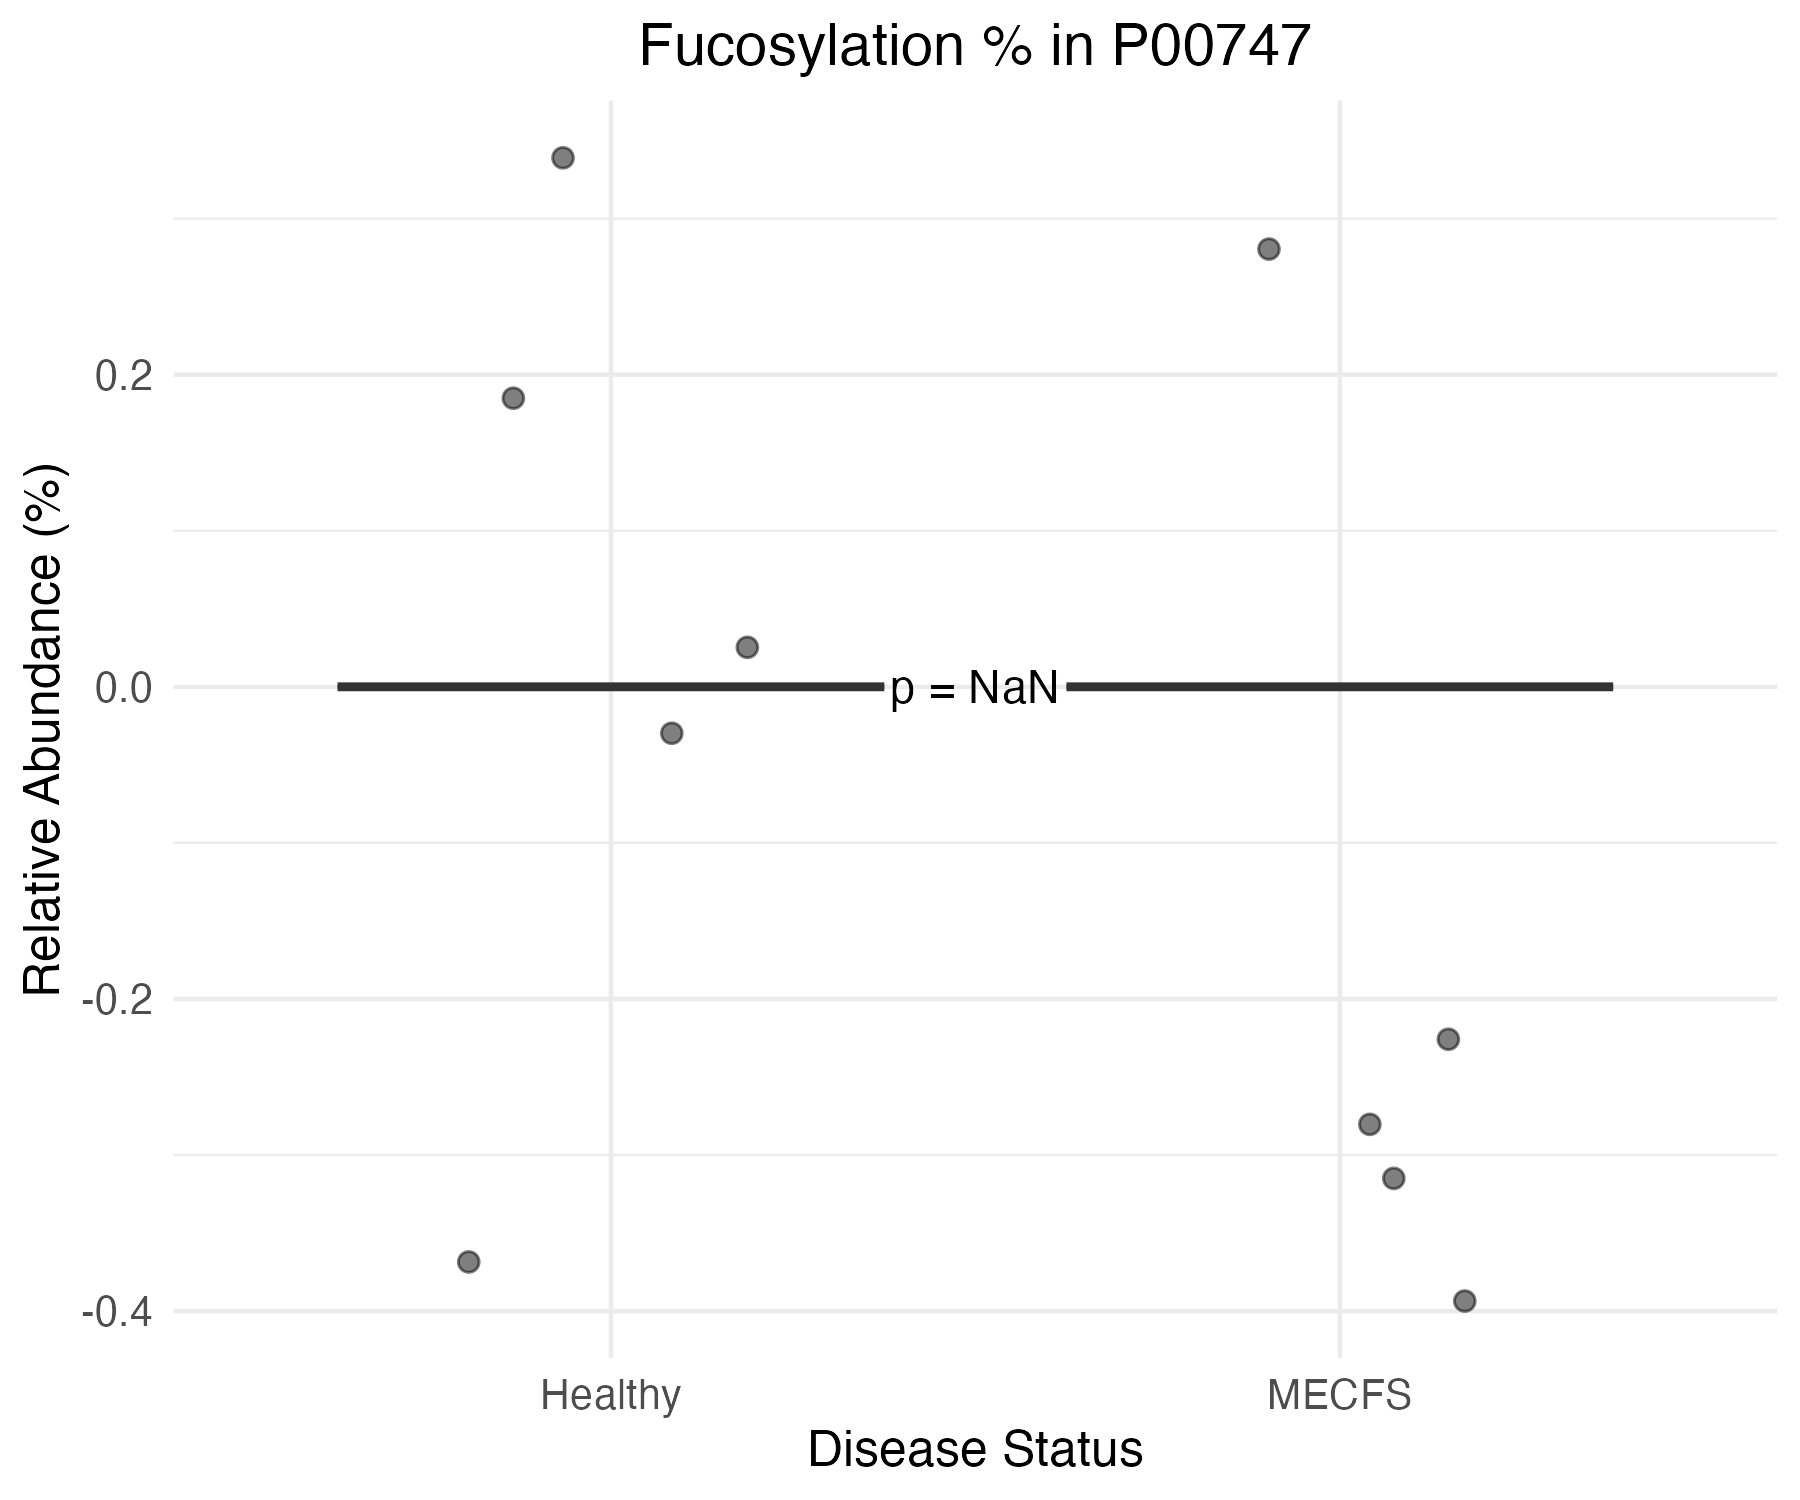 Fucosylation % in P00747
Relative Abundance (%)
0.2
0.0
-0.2
-0.4
p = NaN
Healthy
MECFS
Disease Status